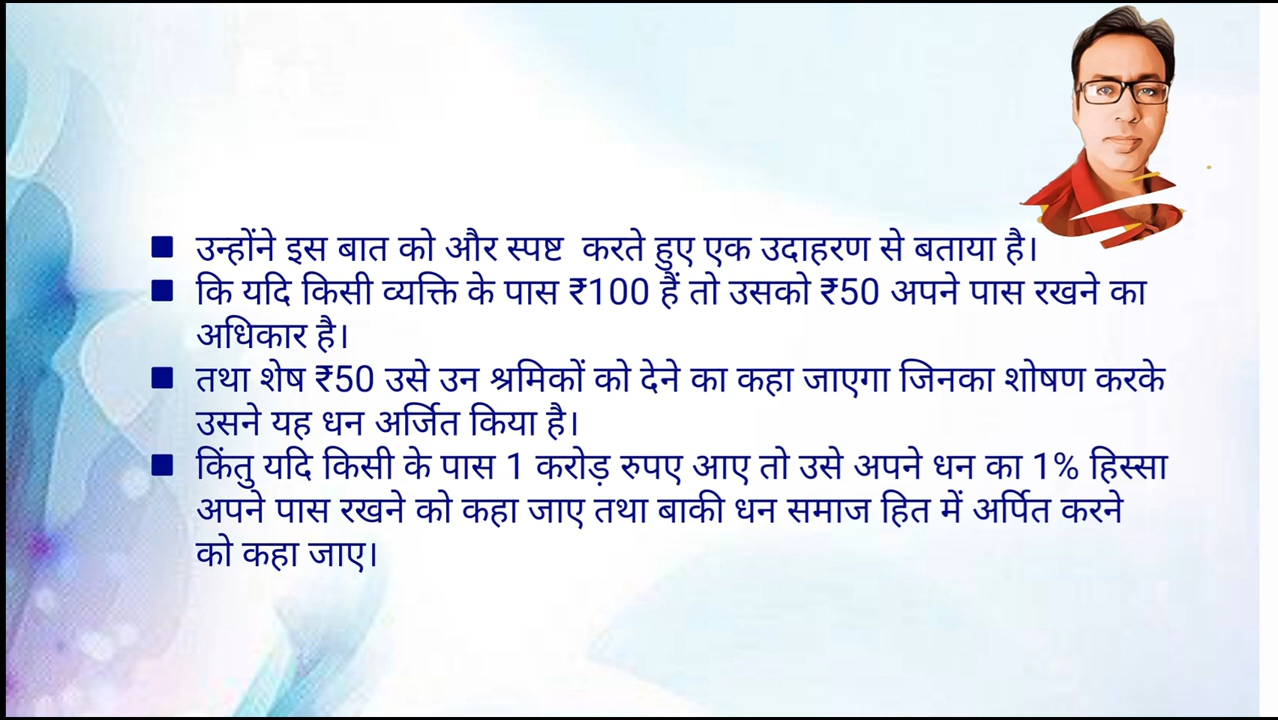 ■ उन्होंने इस बात को और स्पष्ट करते हुए एक उदाहरण से बताया है।
■ कि यदि किसी व्यक्ति के पास ₹100 हैं तो उसको ₹50 अपने पास रखने का
अधिकार है।
■ तथा शेष ₹50 उसे उन श्रमिकों को देने का कहा जाएगा जिनका शोषण करके
उसने यह धन अर्जित किया है।
■ किंतु यदि किसी के पास 1 करोड़ रुपए आए तो उसे अपने धन का 1% हिस्सा
अपने पास रखने को कहा जाए तथा बाकी धन समाज हित में अर्पित करने
को कहा जाए।